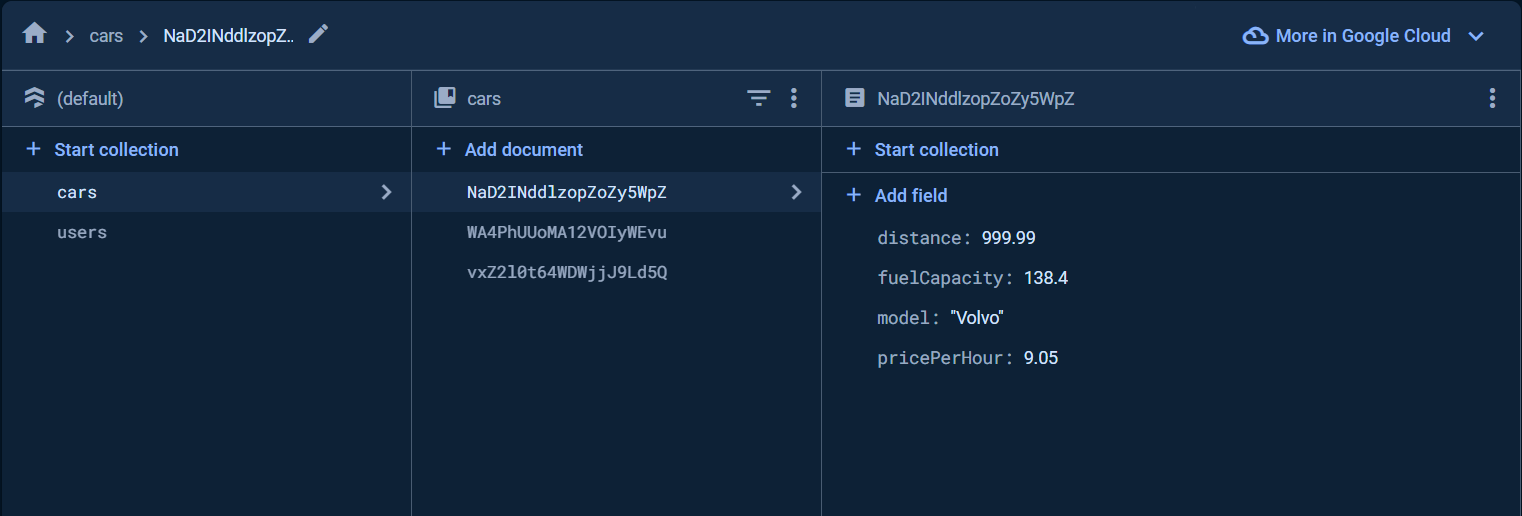 cars NaD2INddlzopZ.. More in Google Cloud
(default)
Start collection
cars
users
cars
Add document
NaD2INddlzopZoZy5WpZ
WA4PhUUoMA12VOIyWEvu
vxZ2l0t64WDWjjJ9Ld5Q
NaD2INddlzopZoZy5WpZ
Start collection
Add field
distance: 999.99
fuelCapacity: 138.4
model: "Volvo"
pricePerHour: 9.05